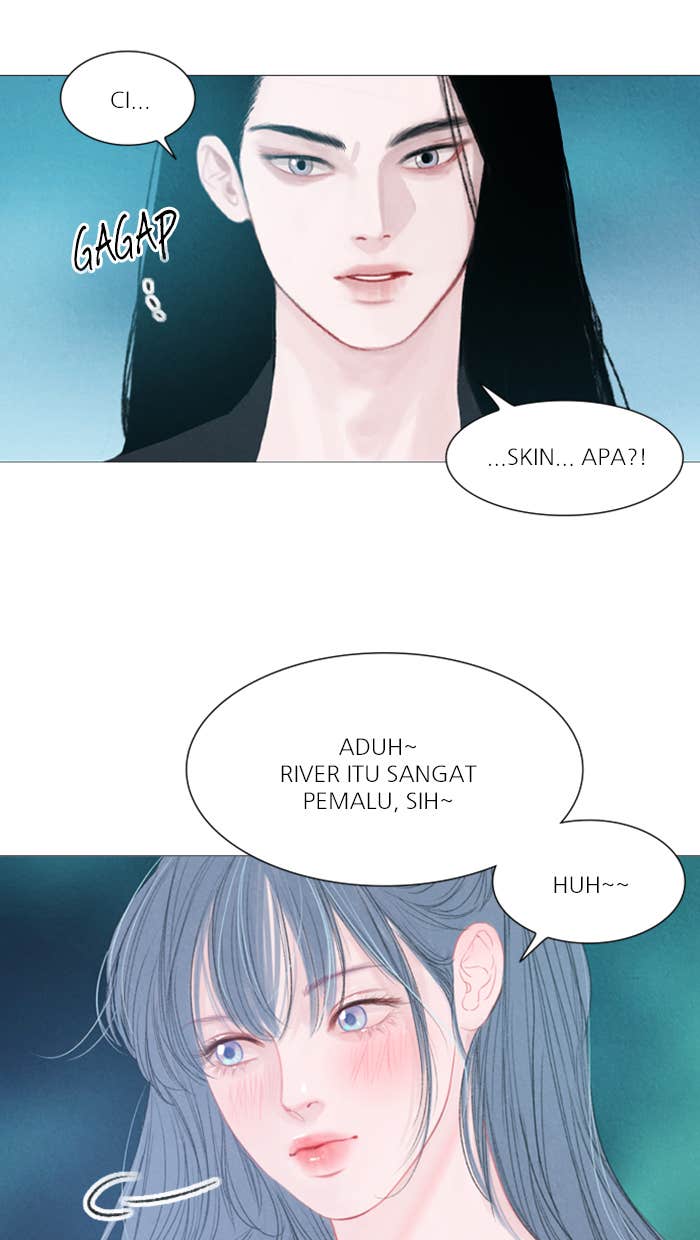 CI...
GAGAP
...SKIN... APA?!
ADUH~
RIVER ITU SANGAT
PEMALU, SIH~
HUH~~